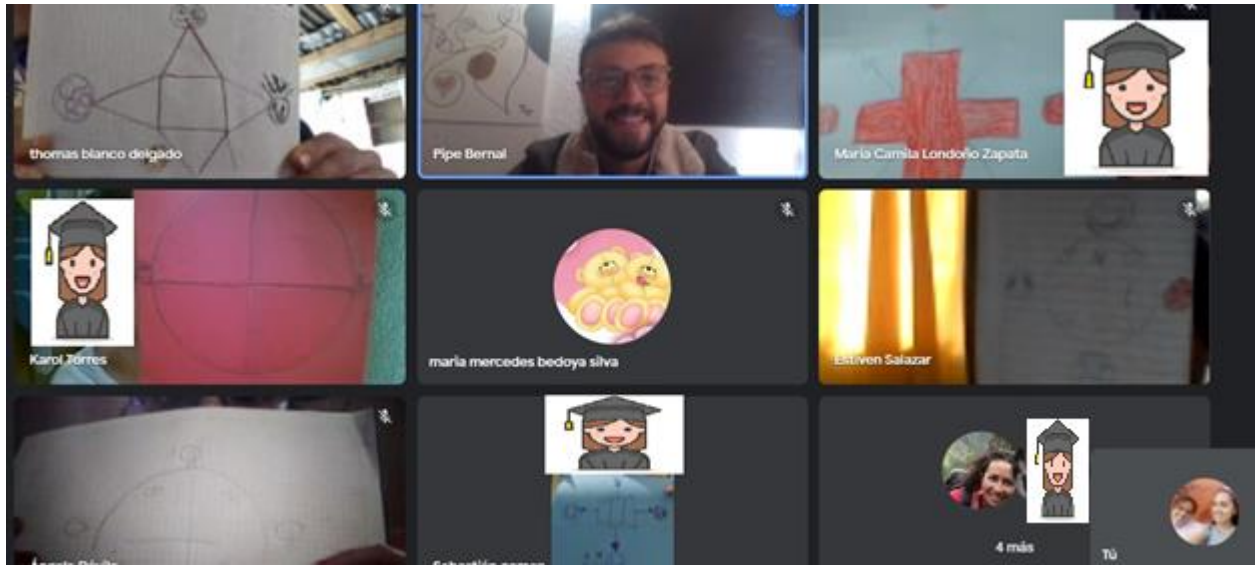 thomas blanco delgado
Pipe Bernal
Maria Camila Londoño Zapata
Karol Torres
maria mercedes bedoya silva
Estiven Salazar
4 más
Tú